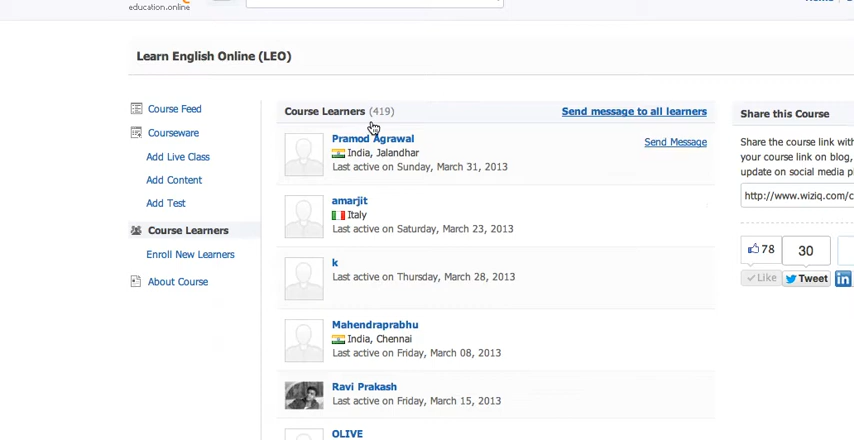 education.online
Learn English Online (LEO)
Course Feed
Courseware
Add Live Class
Add Content
Add Test
Course Learners
Enroll New Learners
About Course
Course Learners (419)
Send message to all learners
Pramod Agrawal
Send Message
India, Jalandhar
Last active on Sunday, March 31, 2013
amarjit
Italy
Last active on Saturday, March 23, 2013
k
Last active on Thursday, March 28, 2013
Mahendraprabhu
India, Chennai
Last active on Friday, March 08, 2013
Ravi Prakash
Last active on Friday, March 15, 2013
OLIVE
Share this Course
Share the course link with
your course link on blog,
update on social media
http://www.wiziq.com/c
78
30
Like
Tweet
in